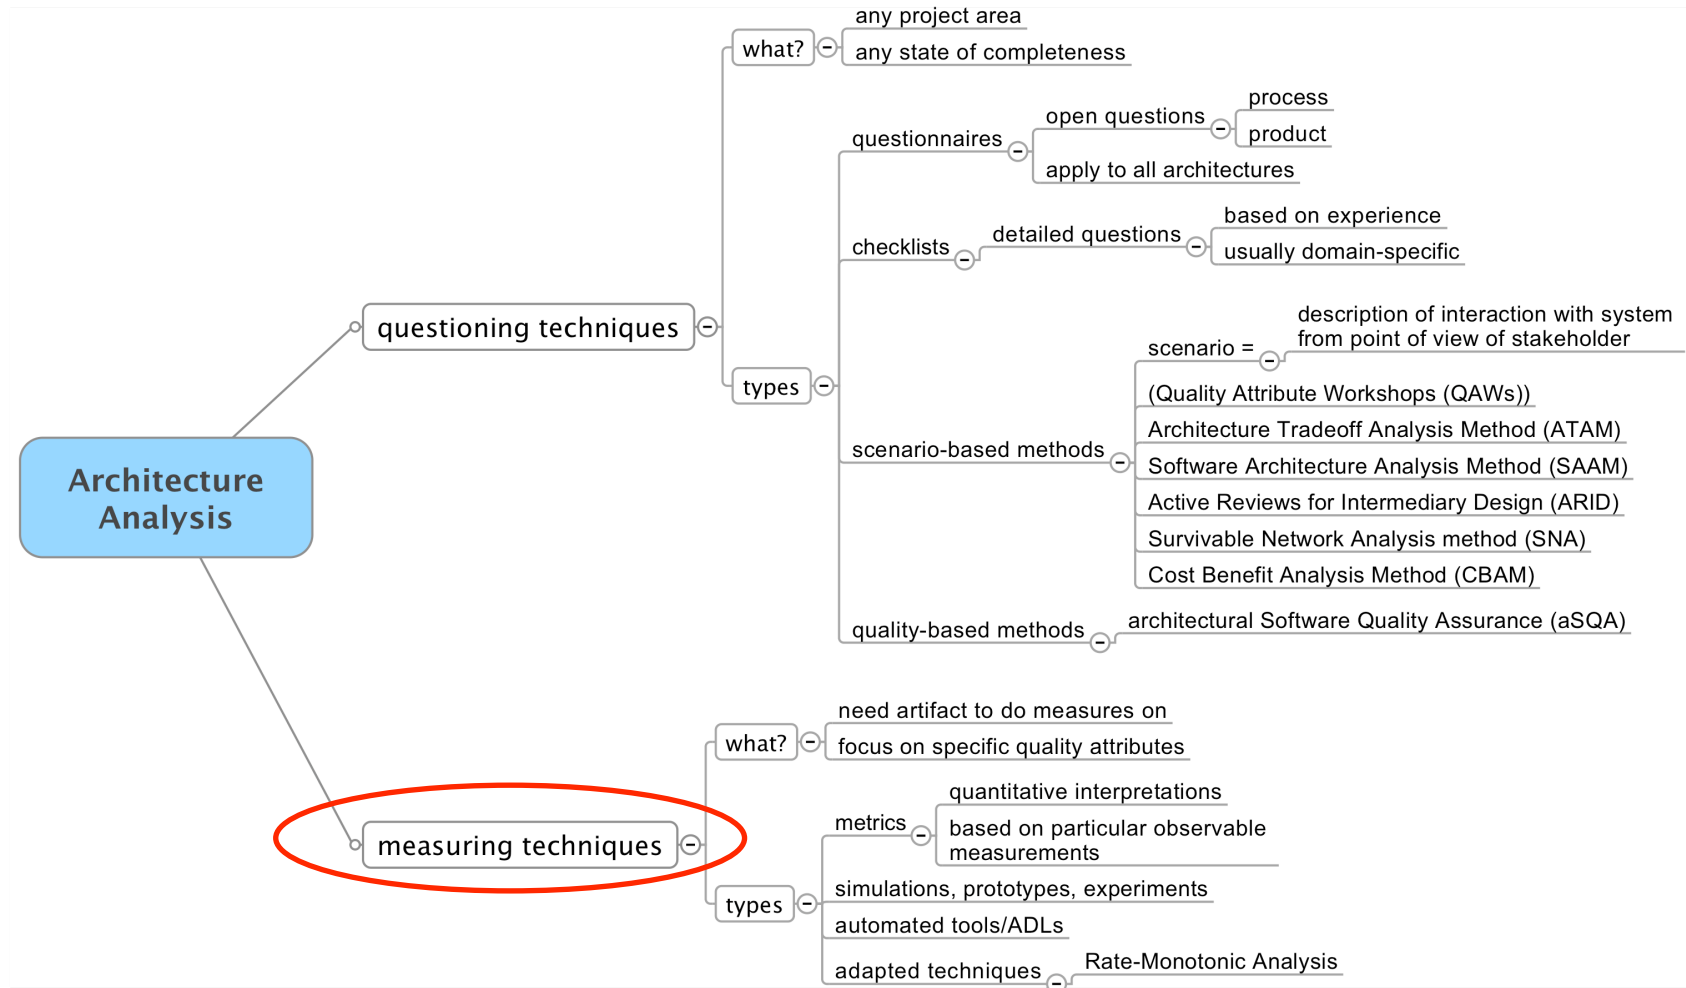 Architecture
Analysis
questioning techniques
what?
any project area
any state of completeness
types
questionnaires
open questions
process
product
apply to all architectures
checklists
detailed questions
based on experience
usually domain-specific
scenario-based methods
scenario =
description of interaction with system
from point of view of stakeholder
(Quality Attribute Workshops (QAWs))
Architecture Tradeoff Analysis Method (ATAM)
Software Architecture Analysis Method (SAAM)
Active Reviews for Intermediary Design (ARID)
Survivable Network Analysis method (SNA)
Cost Benefit Analysis Method (CBAM)
quality-based methods
architectural Software Quality Assurance (aSQA)
measuring techniques
what?
need artifact to do measures on
focus on specific quality attributes
types
metrics
quantitative interpretations
based on particular observable
measurements
simulations, prototypes, experiments
automated tools/ADLs
adapted techniques
Rate-Monotonic Analysis